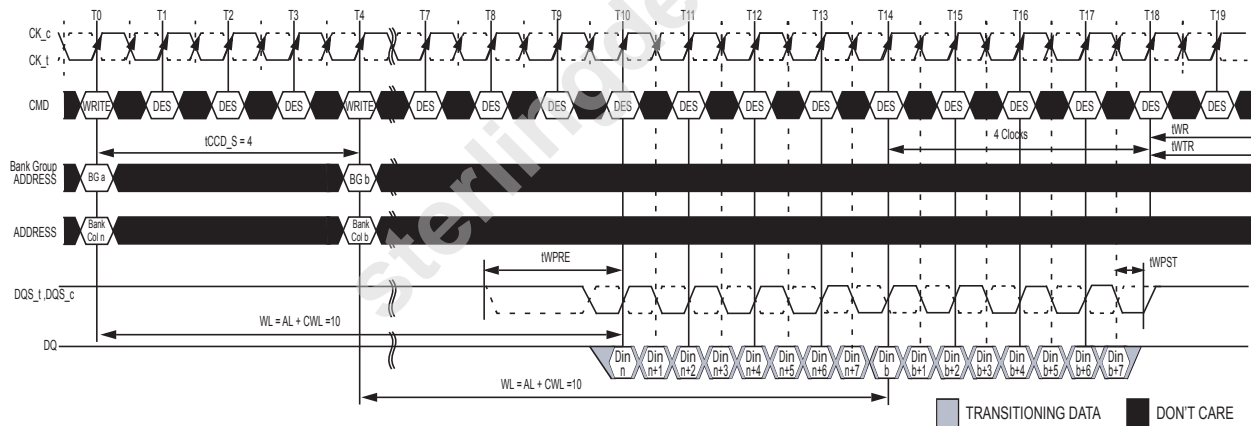 T0 T1 T2 T3 T4 T7 T8 T9 T10 T11 T12 T13 T14 T15 T16 T17 T18 T19
CK_c
CK_t
CMD WRITE DES DES DES WRITE DES DES DES DES DES DES DES DES DES DES DES DES DES
tCCD_S = 4
4 Clocks
tWR
tWTR
Bank Group
ADDRESS
BG a
BG b
ADDRESS
Bank
Col n
Bank
Col b
tWPRE
tWPST
DQS_t ,DQS_c
WL = AL + CWL =10
DQ
Din
n
Din
n+1
Din
n+2
Din
n+3
Din
n+4
Din
n+5
Din
n+6
Din
n+7
Din
b
Din
b+1
Din
b+2
Din
b+3
Din
b+4
Din
b+5
Din
b+6
Din
b+7
WL = AL + CWL =10
TRANSITIONING DATA
DON'T CARE
sterlingde